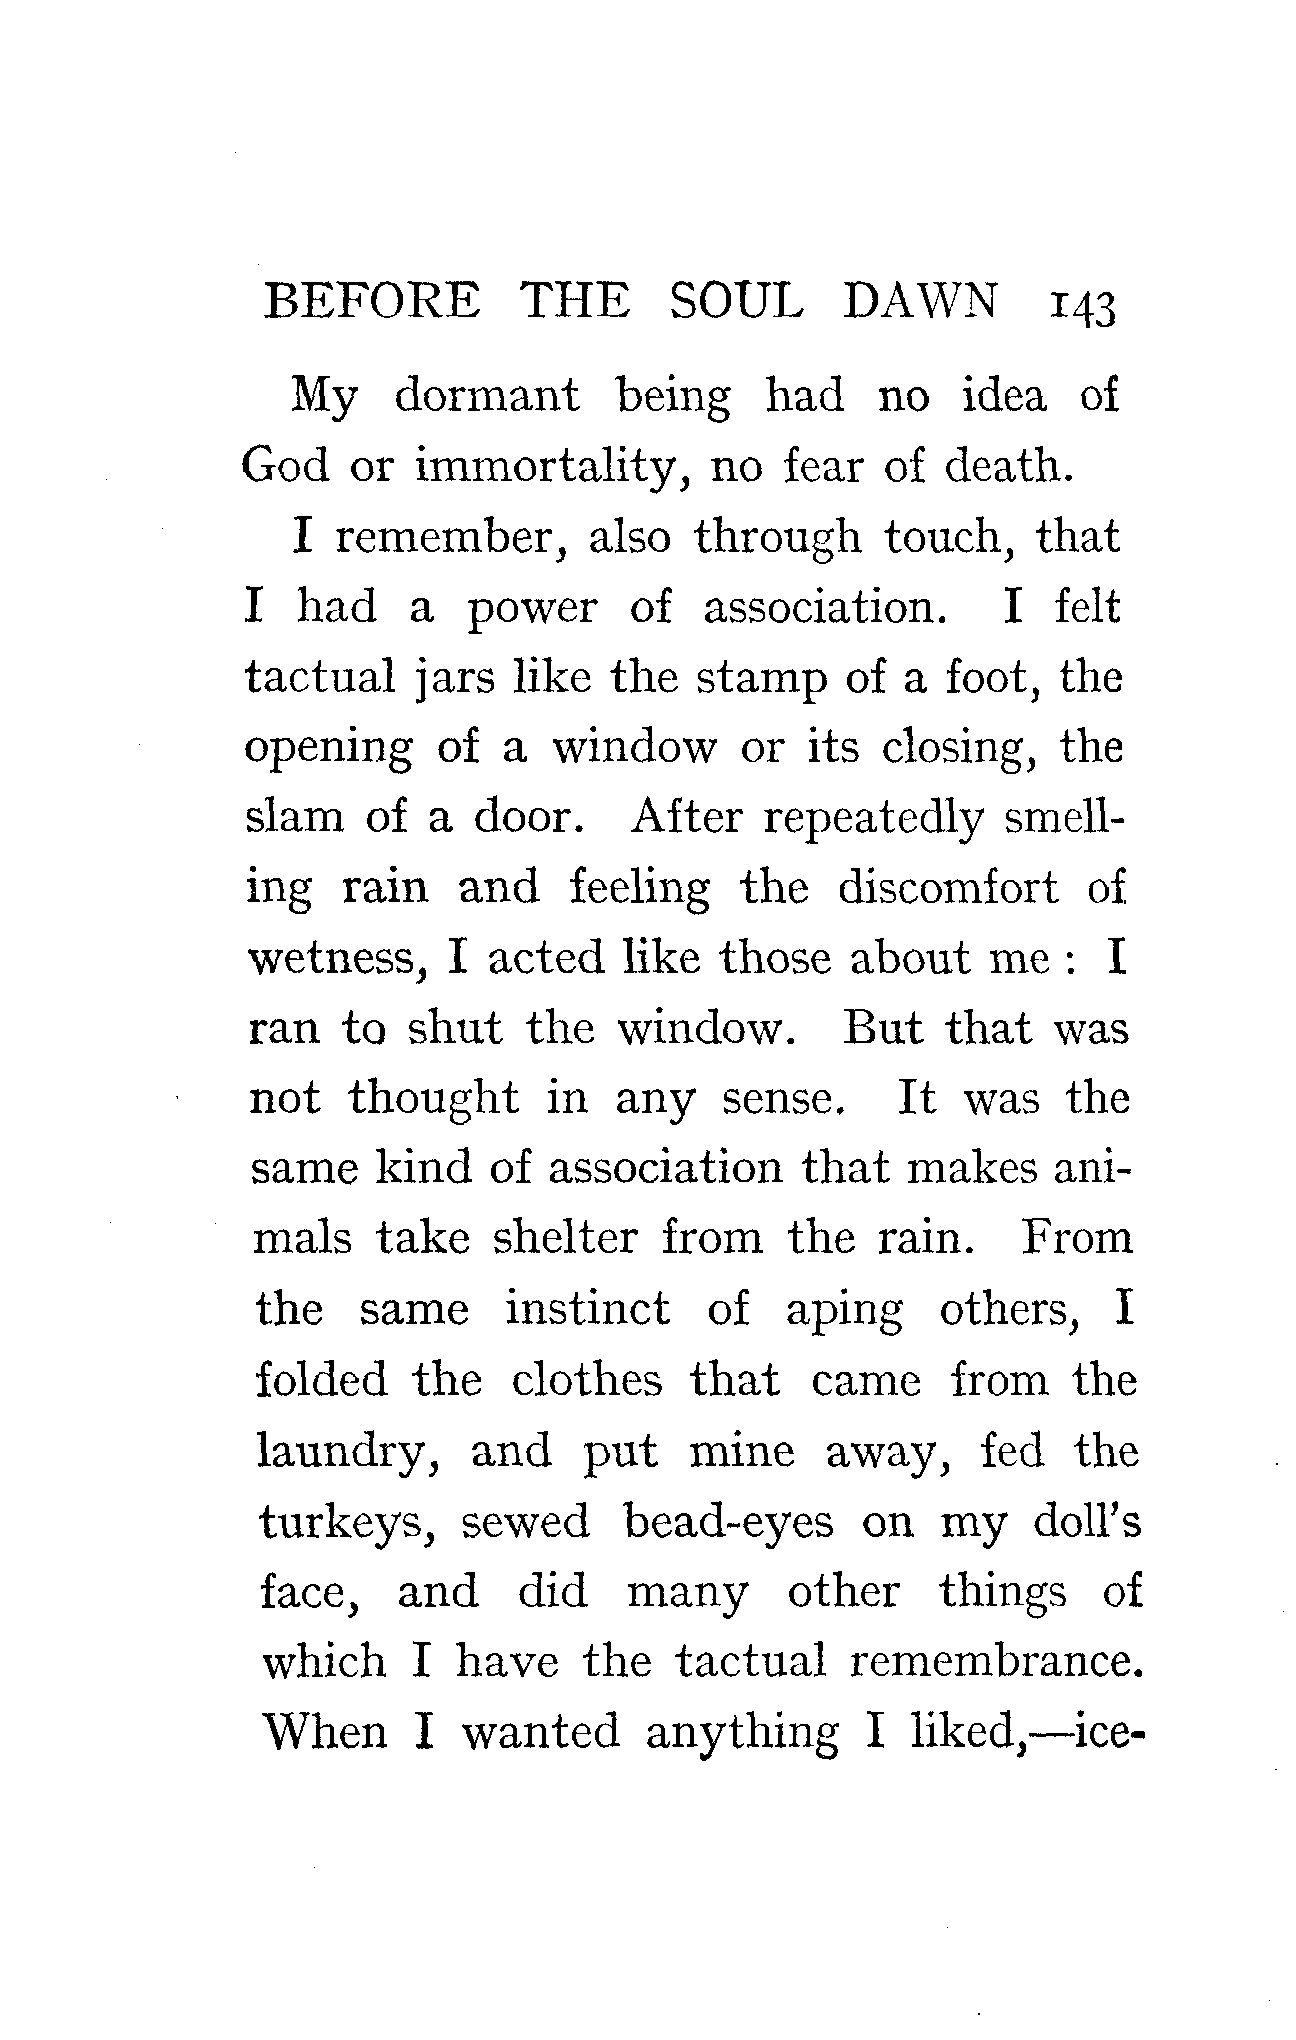 BEFORE THE SOUL DAWN 143
My dormant being had no idea of
God or immortality, no fear of death.
I remember, also through touch, that
I had a power of association. I felt
tactual jars like the stamp of a foot, the
opening of a window or its closing, the
slam of a door. After repeatedly smell-
ing rain and feeling the discomfort of
wetness, I acted like those about me : I
ran to shut the window. But that was
not thought in any sense. It was the
same kind of association that makes ani-
mals take shelter from the rain. From
the same instinct of aping others, I
folded the clothes that came from the
laundry, and put mine away, fed the
turkeys, sewed bead-eyes on my doll's
face, and did many other things of
which I have the tactual remembrance.
When I wanted anything I liked,—ice-